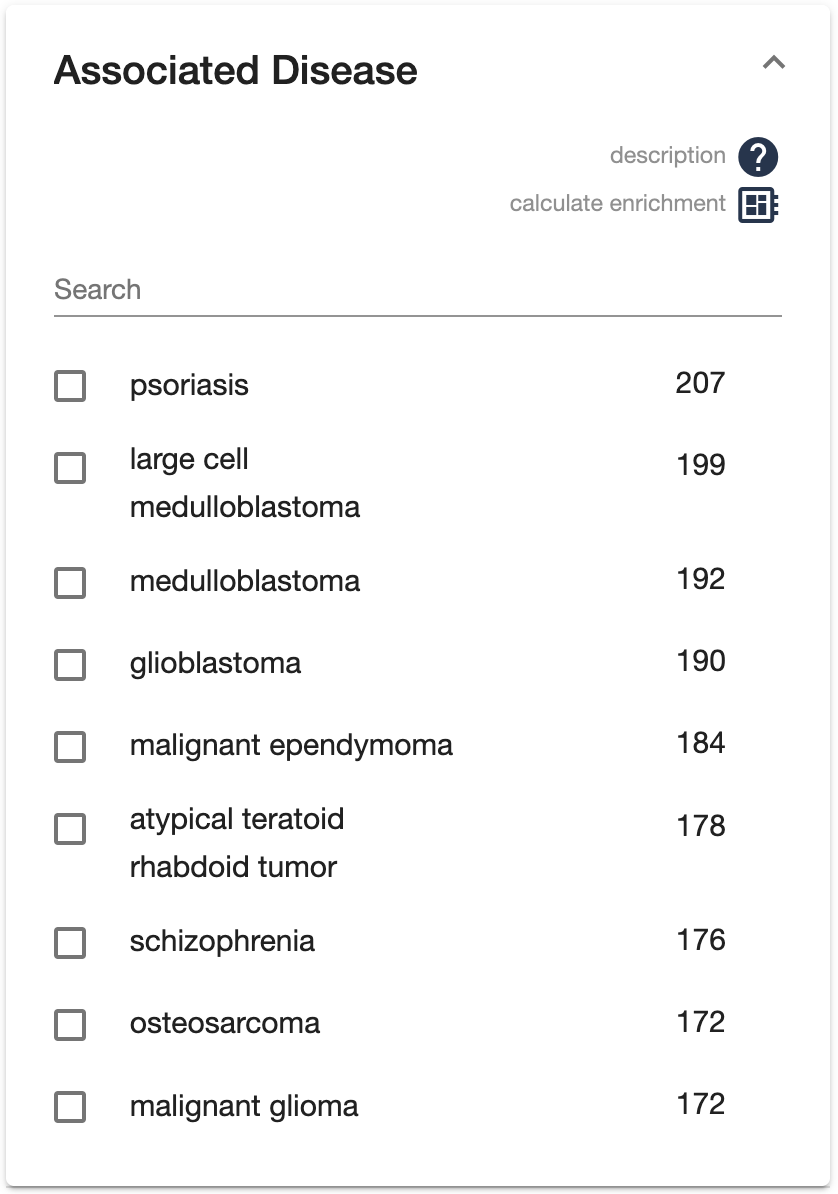 Associated Disease
description ?
calculate enrichment
Search
psoriasis 207
large cell
medulloblastoma 199
medulloblastoma 192
glioblastoma 190
malignant ependymoma 184
atypical teratoid
rhabdoid tumor 178
schizophrenia 176
osteosarcoma 172
malignant glioma 172